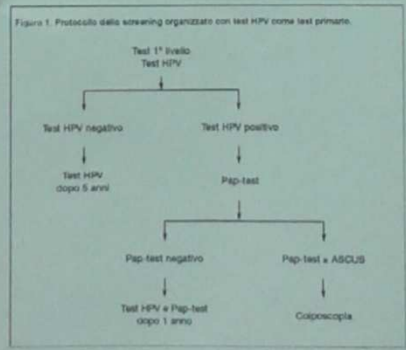 Figura 1. Protocollo dello screening organizzato con test HPV come test primario.
Test 1° livello
Test HPV
Test HPV negativo
Test HPV positivo
Test HPV
dopo 5 anni
Pap-test
Pap-test negativo
Pap-test ≥ ASCUS
Test HPV e Pap-test
dopo 1 anno
Colposcopia